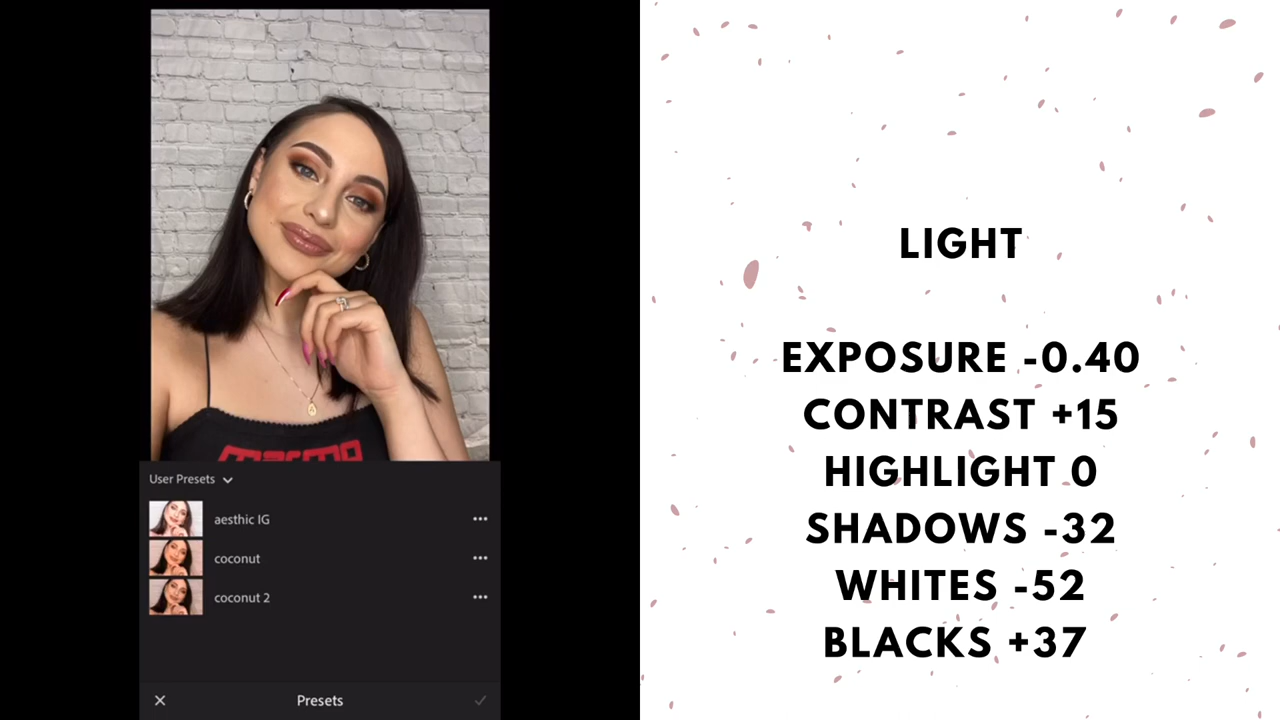 User Presets
aesthic IG
coconut
coconut 2
Presets
LIGHT
EXPOSURE -0.40
CONTRAST +15
HIGHLIGHT 0
SHADOWS -32
WHITES -52
BLACKS +37